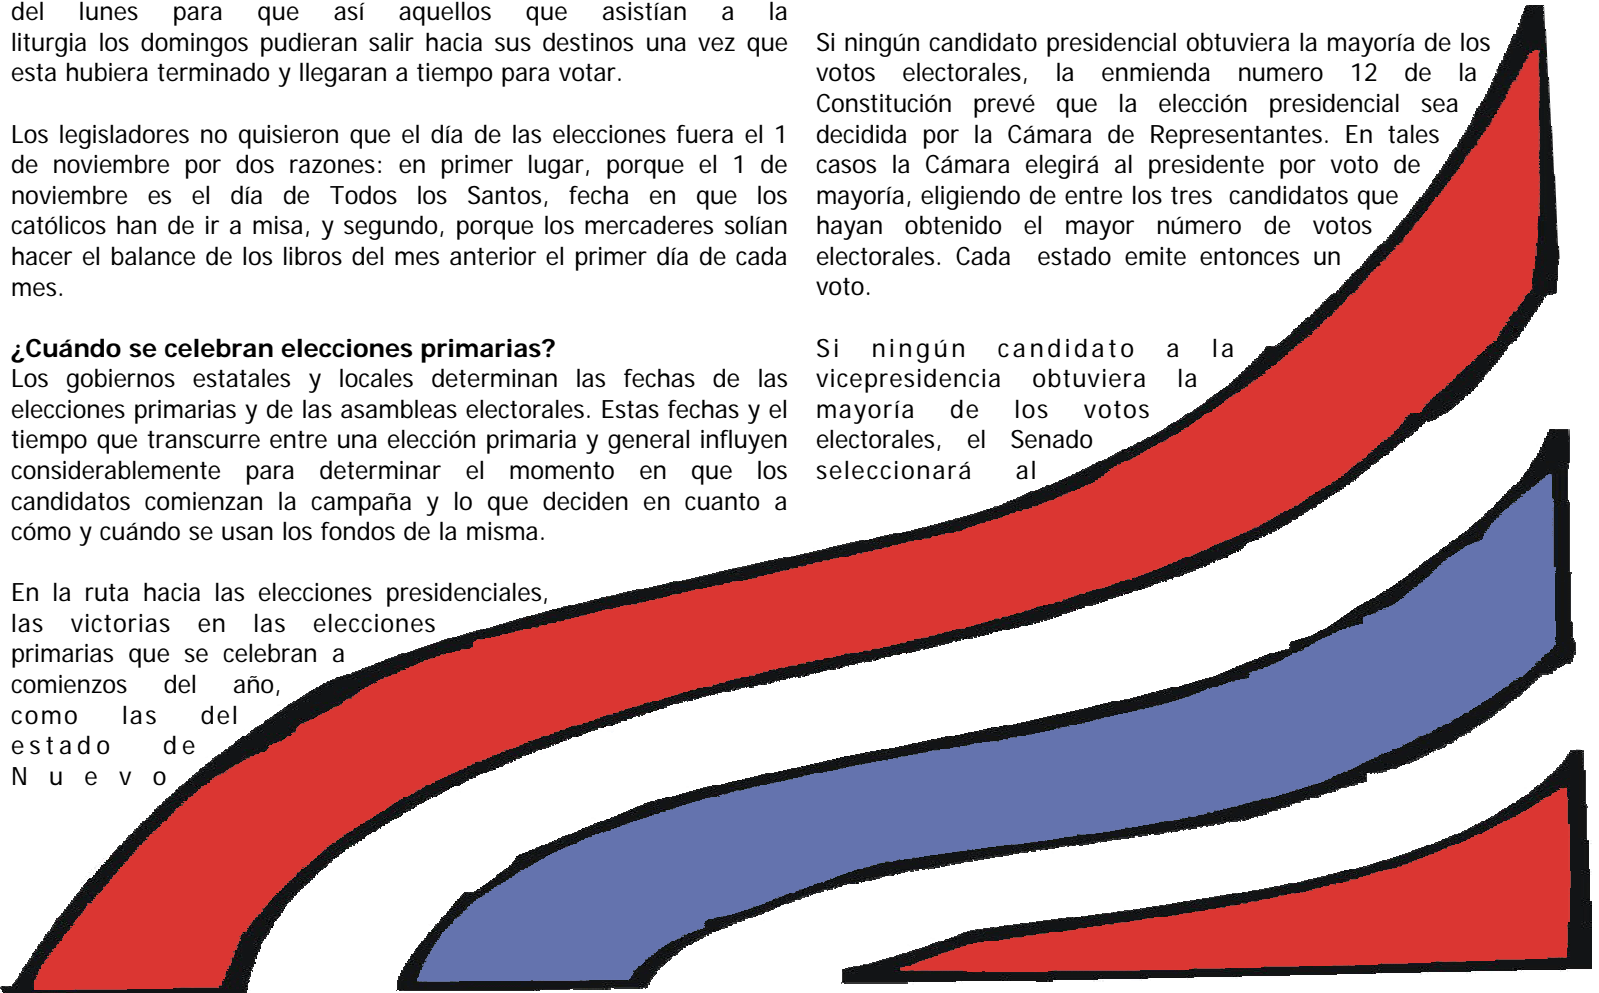 del lunes para que así aquellos que asistían a la
liturgia los domingos pudieran salir hacia sus destinos una vez que
esta hubiera terminado y llegaran a tiempo para votar.
Los legisladores no quisieron que el día de las elecciones fuera el 1
de noviembre por dos razones: en primer lugar, porque el 1 de
noviembre es el día de Todos los Santos, fecha en que los
católicos han de ir a misa, y segundo, porque los mercaderes solían
hacer el balance de los libros del mes anterior el primer día de cada
mes.
¿Cuándo se celebran elecciones primarias?
Los gobiernos estatales y locales determinan las fechas de las
elecciones primarias y de las asambleas electorales. Estas fechas y el
tiempo que transcurre entre una elección primaria y general influyen
considerablemente para determinar el momento en que los
candidatos comienzan la campaña y lo que deciden en cuanto a
cómo y cuándo se usan los fondos de la misma.
En la ruta hacia las elecciones presidenciales,
las victorias en las elecciones
primarias que se celebran a
comienzos del año,
como las del
estado de
Nuevo
Si ningún candidato presidencial obtuviera la mayoría de los
votos electorales, la enmienda numero 12 de la
Constitución prevé que la elección presidencial sea
decidida por la Cámara de Representantes. En tales
casos la Cámara elegirá al presidente por voto de
mayoría, eligiendo de entre los tres candidatos que
hayan obtenido el mayor número de votos
electorales. Cada estado emite entonces un
voto.
Si ningún candidato a la
vicepresidencia obtuviera la
mayoría de los votos
electorales, el Senado
seleccionará al